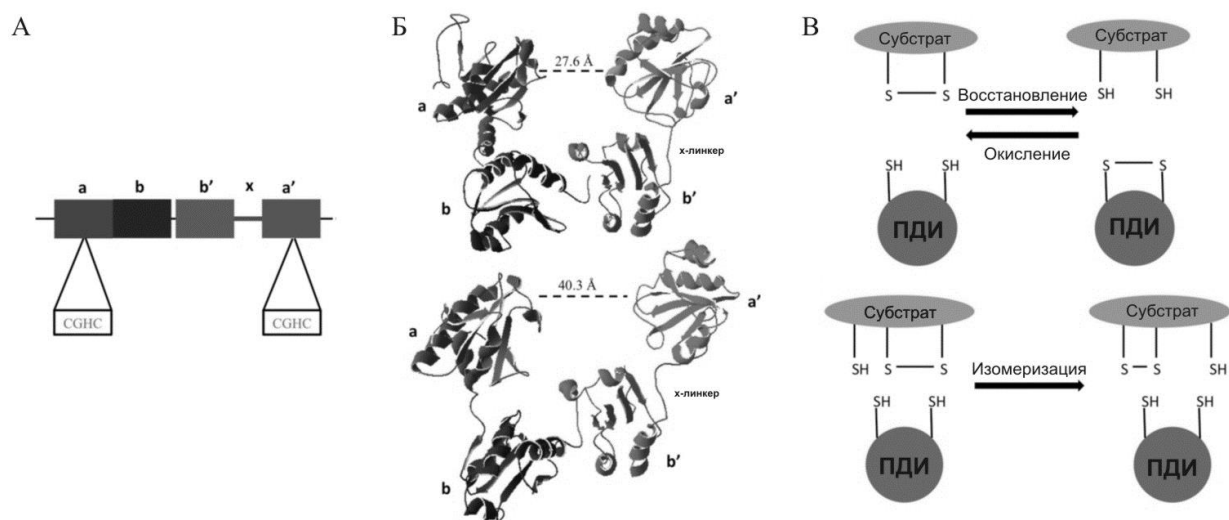 А
a b b’ x a’
CGHC CGHC
Б
27.6 Å
a
a’
x-линкер
b
b’
40.3 Å
a
a’
x-линкер
b
b’
В
Субстрат Субстрат
S S SH SH
Восстановление
Окисление
SH SH S S
ПДИ ПДИ
Субстрат Субстрат
SH S S S S SH
Изомеризация
SH SH SH SH
ПДИ ПДИ